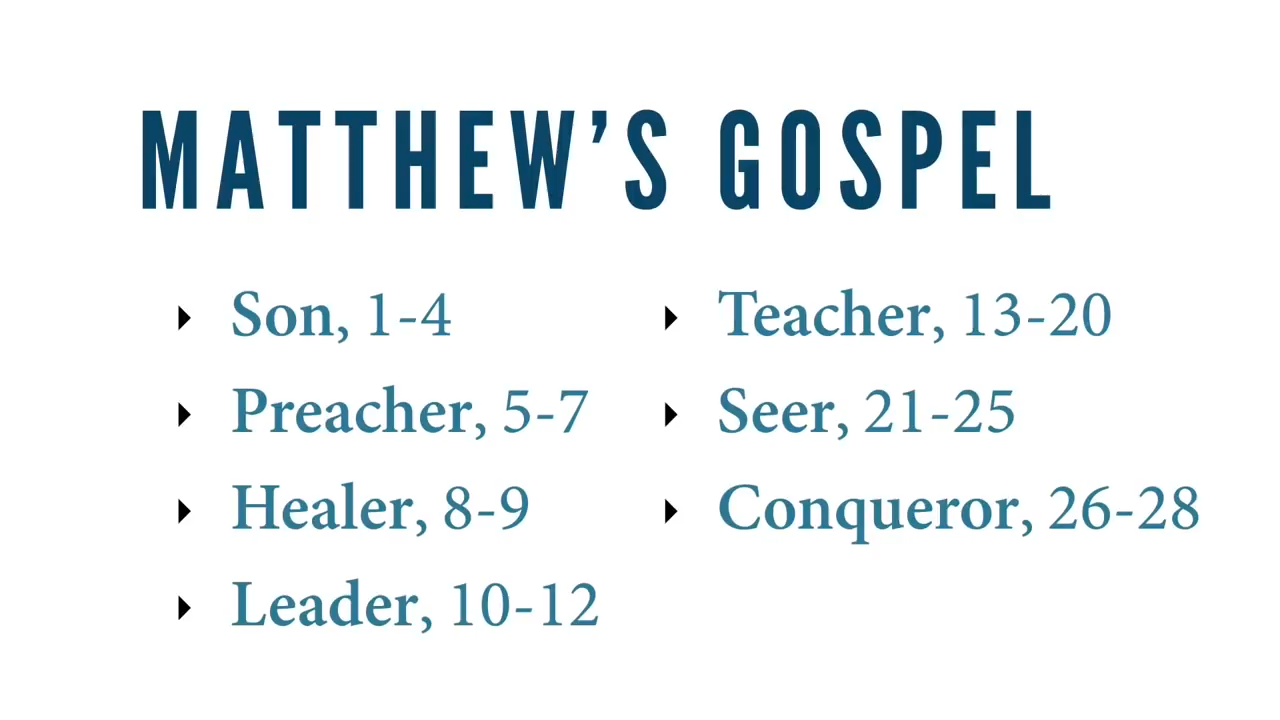 MATTHEW’S GOSPEL
Son, 1-4
Preacher, 5-7
Healer, 8-9
Leader, 10-12
Teacher, 13-20
Seer, 21-25
Conqueror, 26-28